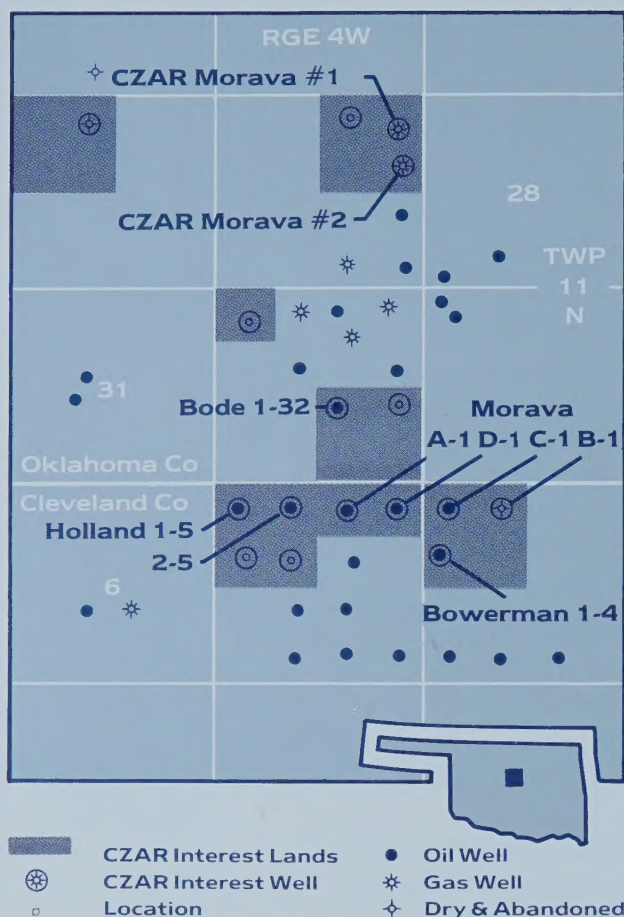 RGE 4W
CZAR Morava #1
CZAR Morava #2
28
TWP
11
N
31
Bode 1-32
Morava
A-1 D-1 C-1 B-1
Oklahoma Co
Cleveland Co
Holland 1-5
2-5
6
Bowerman 1-4
CZAR Interest Lands
Oil Well
CZAR Interest Well
Gas Well
Location
Dry & Abandoned